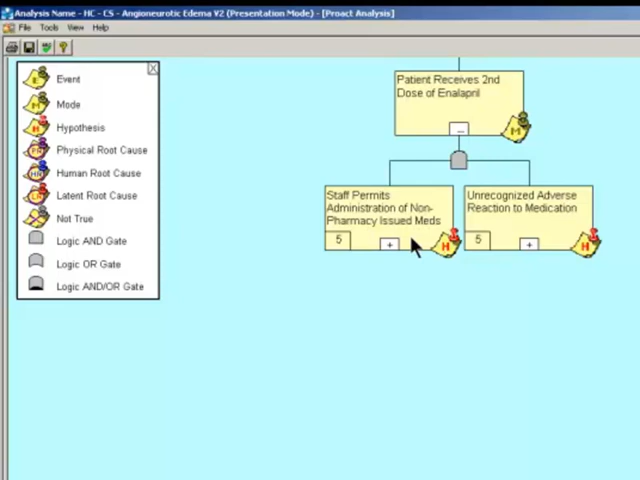 Analysis Name - HC - CS - Angioneurotic Edema V2 (Presentation Mode) - [Proact Analysis]
File Tools View Help
Event
Mode
Hypothesis
Physical Root Cause
Human Root Cause
Latent Root Cause
Not True
Logic AND Gate
Logic OR Gate
Logic AND/OR Gate
Patient Receives 2nd
Dose of Enalapril
M
Staff Permits
Administration of Non-
Pharmacy Issued Meds
5
+
H
Unrecognized Adverse
Reaction to Medication
5
+
H